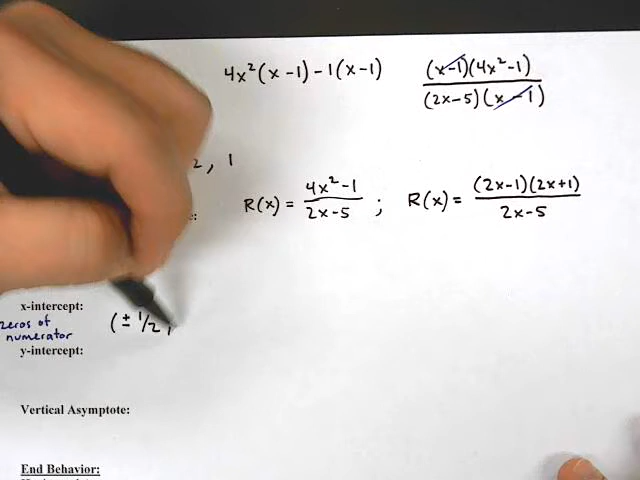 4x²(x-1)-1(x-1)
(x-1)(4x²-1)
(2x-5)(x-1)
2, 1
R(x) = 4x²-1 / 2x-5 ; R(x) = (2x-1)(2x+1) / 2x-5
x-intercept:
zeros of
numerator
(± 1/2,
y-intercept:
Vertical Asymptote:
End Behavior: